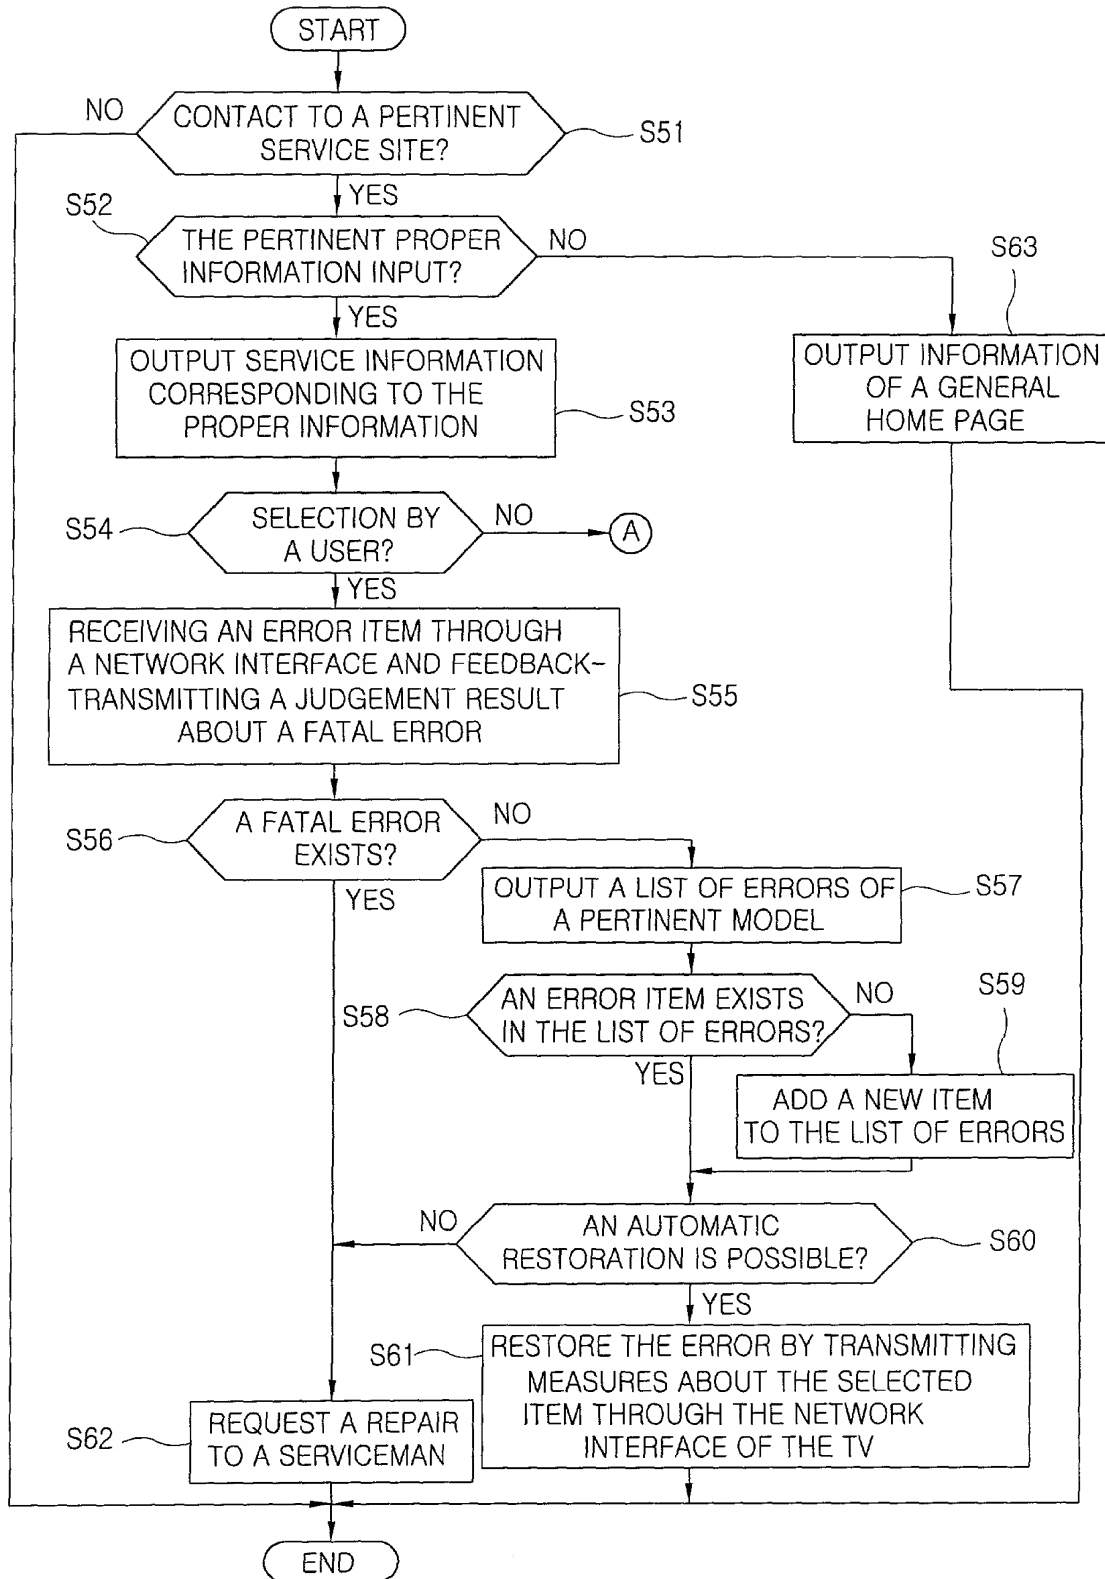 START
NO
CONTACT TO A PERTINENT
SERVICE SITE?
S51
YES
S52
THE PERTINENT PROPER
INFORMATION INPUT?
NO
S63
YES
OUTPUT SERVICE INFORMATION
CORRESPONDING TO THE
PROPER INFORMATION
S53
OUTPUT INFORMATION
OF A GENERAL
HOME PAGE
S54
SELECTION BY
A USER?
NO
A
YES
RECEIVING AN ERROR ITEM THROUGH
A NETWORK INTERFACE AND FEEDBACK-
TRANSMITTING A JUDGEMENT RESULT
ABOUT A FATAL ERROR
S55
S56
A FATAL ERROR
EXISTS?
NO
YES
OUTPUT A LIST OF ERRORS OF
A PERTINENT MODEL
S57
S58
AN ERROR ITEM EXISTS
IN THE LIST OF ERRORS?
NO
S59
YES
ADD A NEW ITEM
TO THE LIST OF ERRORS
NO
AN AUTOMATIC
RESTORATION IS POSSIBLE?
S60
YES
S61
RESTORE THE ERROR BY TRANSMITTING
MEASURES ABOUT THE SELECTED
ITEM THROUGH THE NETWORK
INTERFACE OF THE TV
S62
REQUEST A REPAIR
TO A SERVICEMAN
END